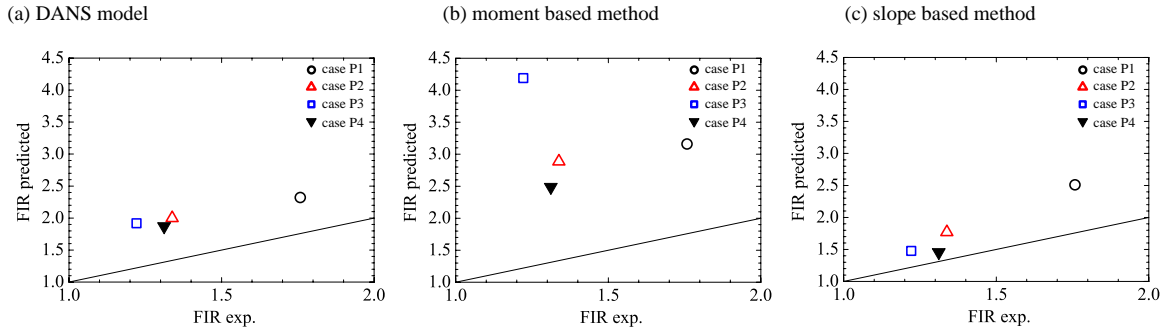 (a) DANS model
4.5
4.0
3.5
3.0
2.5
2.0
1.5
1.0
FIR predicted
case P1
case P2
case P3
case P4
1.0 1.5 2.0
FIR exp.
(b) moment based method
4.5
4.0
3.5
3.0
2.5
2.0
1.5
1.0
FIR predicted
case P1
case P2
case P3
case P4
1.0 1.5 2.0
FIR exp.
(c) slope based method
4.5
4.0
3.5
3.0
2.5
2.0
1.5
1.0
FIR predicted
case P1
case P2
case P3
case P4
1.0 1.5 2.0
FIR exp.